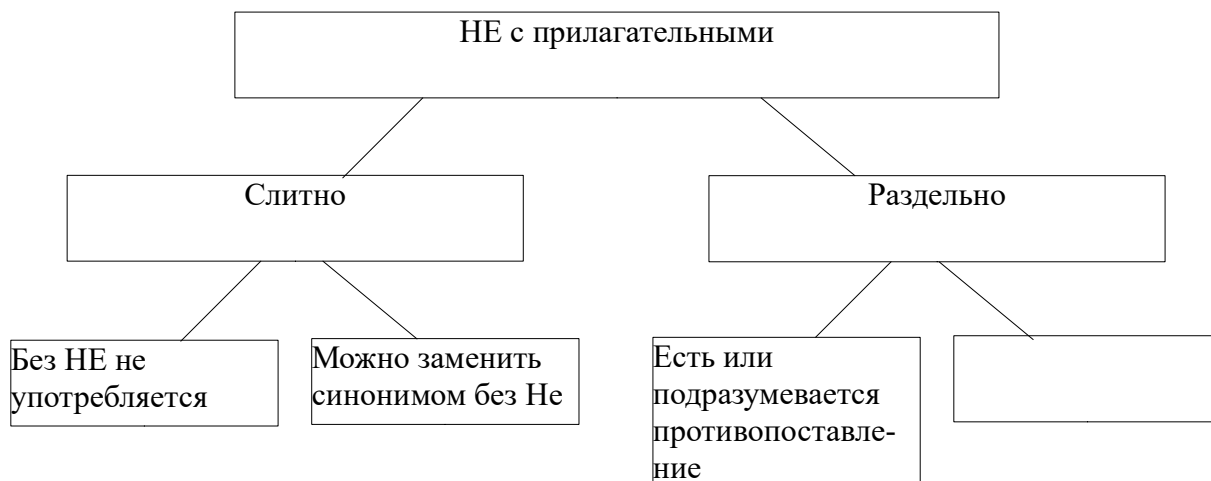 НЕ с прилагательными
Слитно
Раздельно
Без НЕ не
употребляется
Можно заменить
синонимом без Не
Есть или
подразумевается
противопоставле-
ние